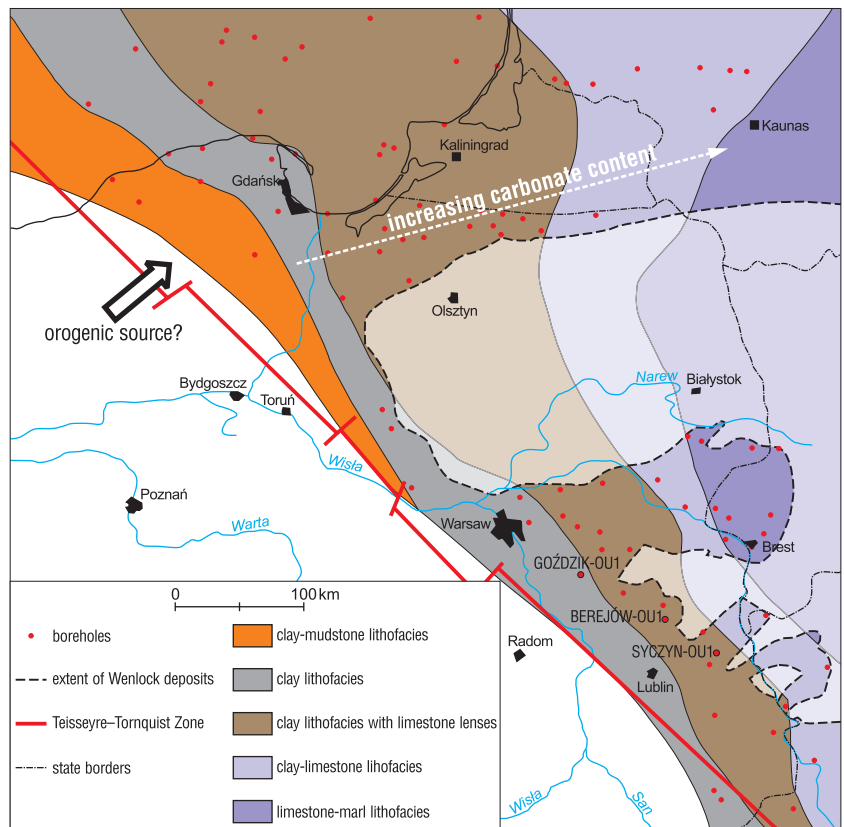 Kaunas
Kaliningrad
Gdańsk
increasing carbonate content
Olsztyn
orogenic source?
Bydgoszcz
Toruń
Narew
Białystok
Wisła
Poznań
Warta
Warsaw
Brest
GOŹDZIK-OU1
BEREJÓW-OU1
Radom
SYCZYN-OU1
Lublin
Wisła
San
0 100 km
boreholes
extent of Wenlock deposits
Teisseyre–Tornquist Zone
state borders
clay-mudstone lithofacies
clay lithofacies
clay lithofacies with limestone lenses
clay-limestone lihofacies
limestone-marl lithofacies